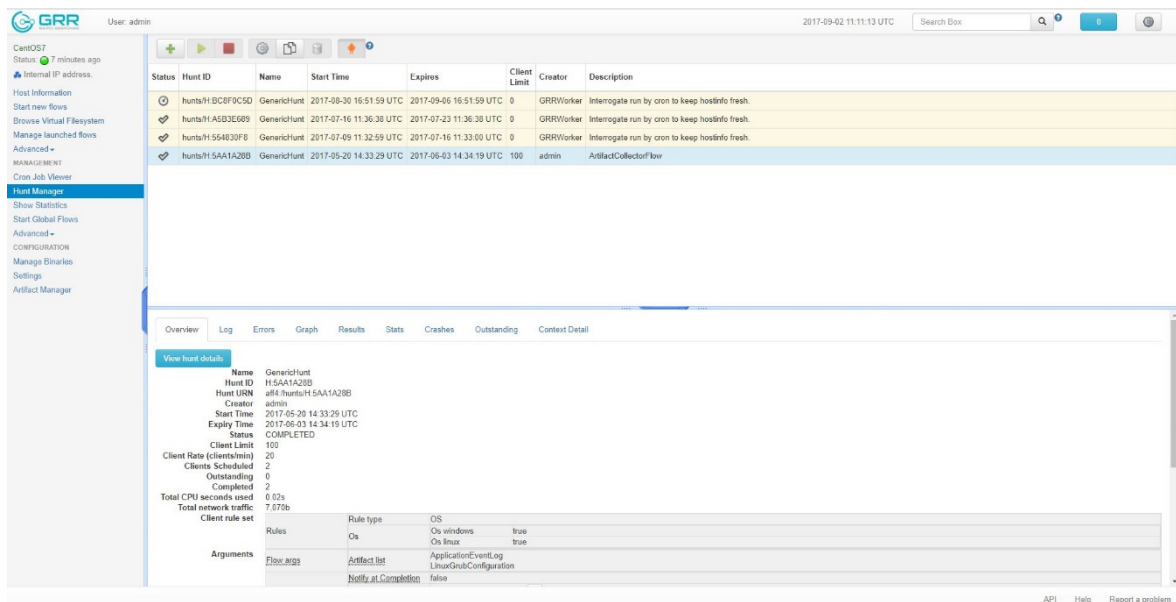 GRR User: admin 2017-09-02 11:11:13 UTC Search Box 0
CentOS7
Status: 7 minutes ago
Internal IP address.
Host Information
Start new flows
Browse Virtual Filesystem
Manage launched flows
Advanced
MANAGEMENT
Cron Job Viewer
Hunt Manager
Show Statistics
Start Global Flows
Advanced
CONFIGURATION
Manage Binaries
Settings
Artifact Manager
Status Hunt ID Name Start Time Expires Client Limit Creator Description
hunts/H:BC8F0C5D GenericHunt 2017-08-30 16:51:59 UTC 2017-09-06 16:51:59 UTC 0 GRRWorker Interrogate run by cron to keep hostinfo fresh.
hunts/H:A5B3E689 GenericHunt 2017-07-16 11:36:38 UTC 2017-07-23 11:36:38 UTC 0 GRRWorker Interrogate run by cron to keep hostinfo fresh.
hunts/H:554830F8 GenericHunt 2017-07-09 11:32:59 UTC 2017-07-16 11:33:00 UTC 0 GRRWorker Interrogate run by cron to keep hostinfo fresh.
hunts/H:5AA1A28B GenericHunt 2017-05-20 14:33:29 UTC 2017-06-03 14:34:19 UTC 100 admin ArtifactCollectorFlow
Overview Log Errors Graph Results Stats Crashes Outstanding Context Detail
View hunt details
Name GenericHunt
Hunt ID H:5AA1A28B
Hunt URN aff4:/hunts/H:5AA1A28B
Creator admin
Start Time 2017-05-20 14:33:29 UTC
Expiry Time 2017-06-03 14:34:19 UTC
Status COMPLETED
Client Limit 100
Client Rate (clients/min) 20
Clients Scheduled 2
Outstanding 0
Completed 2
Total CPU seconds used 0.02s
Total network traffic 7,070b
Client rule set Rules Rule type OS
Os Os windows true
Os linux true
Arguments Flow args Artifact list ApplicationEventLog
LinuxGrubConfiguration
Notify at Completion false
API Help Report a problem